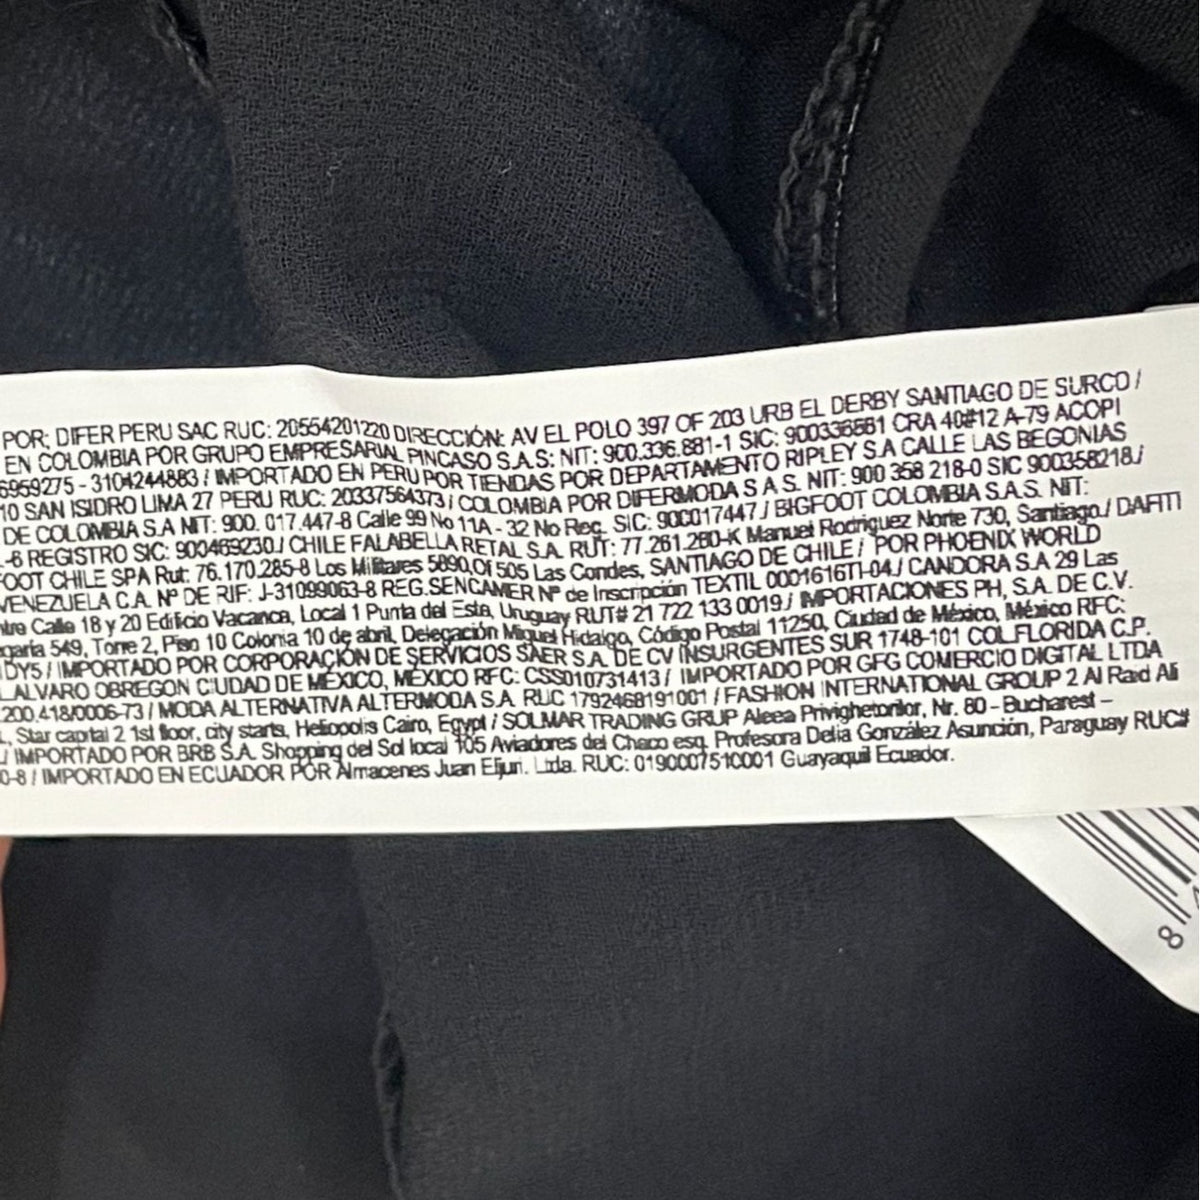 POR: DIFER PERU SAC RUC: 20554201220 DIRECCIÓN: AV EL POLO 397 OF 203 URB EL DERBY SANTIAGO DE SURCO /
EN COLOMBIA POR GRUPO EMPRESARIAL PINCASO S.A.S: NIT: 900.336.881-1 SIC: CRA 40#12 A-79 ACOPI
6959275 - 3104244883 / IMPORTADO EN PERU POR TIENDAS POR DEPARTAMENTO RIPLEY S.A CALLE LAS BEGONIAS
10 SAN ISIDRO LIMA 27 PERU RUC: 20337564373 / COLOMBIA POR DIFERMODA S A S. NIT: 900 358 218-0 SIC 900358218./
DE COLOMBIA S.A NIT: 900. 017.447-8 Calle 99 No 11A - 32 No Reg. SIC: 900017447 / BIGFOOT COLOMBIA S.A.S. NIT:
-6 REGISTRO SIC: 900469230./ CHILE FALABELLA RETAL S.A. RUT: 77.261.280-K Manuel Rodriguez Norte 730, Santiago./ DAFITI
FOOT CHILE SPA Rut: 76.170.285-8 Los Militares 5890,Of 505 Las Condes, SANTIAGO DE CHILE / POR PHOENIX WORLD
VENEZUELA C.A. Nº DE RIF: J-31099063-8 REG.SENCAMER Nº de Inscripción TEXTIL 0001616TI-04./ CANDORA S.A 29 Las
Calle 18 y 20 Edificio Vacanca, Local 1 Punta del Este, Uruguay RUT# 21 722 133 0019./ IMPORTACIONES PH, S.A. DE C.V.
549, Torre 2, Piso 10 Colonia 10 de abril, Delegación Miguel Hidalgo, Código Postal 11250, Ciudad de México, México RFC:
DY5 / IMPORTADO POR CORPORACIÓN DE SERVICIOS SAER S.A. DE CV INSURGENTES SUR 1748-101 COL.FLORIDA C.P.
ALVARO OBREGON CIUDAD DE MÉXICO, MÉXICO RFC: CSS010731413 / IMPORTADO POR GFG COMERCIO DIGITAL LTDA
200.418/0006-73 / MODA ALTERNATIVA ALTERMODA S.A. RUC 1792468191001 / FASHION INTERNATIONAL GROUP 2 Al Raid Ali
, Star capital 2 1st floor, city starts, Heliopolis Cairo, Egypt / SOLMAR TRADING GRUP Aleea Privighetorilor, Nr. 80 - Bucharest –
/ IMPORTADO POR BRB S.A. Shopping del Sol local 105 Aviadores del Chaco esq. Profesora Delia González Asunción, Paraguay RUC#
0-8 / IMPORTADO EN ECUADOR POR Almacenes Juan Eljuri. Ltda. RUC: 0190007510001 Guayaquil Ecuador.
8